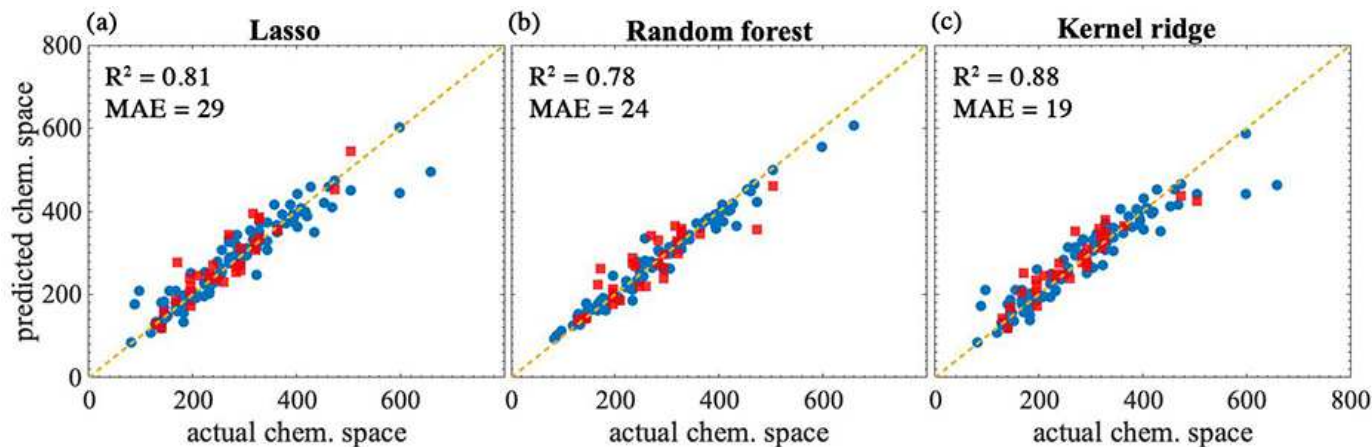 (a) Lasso
R² = 0.81
MAE = 29
predicted chem. space
800
600
400
200
0
0 200 400 600
actual chem. space
(b) Random forest
R² = 0.78
MAE = 24
0 200 400 600
actual chem. space
(c) Kernel ridge
R² = 0.88
MAE = 19
0 200 400 600 800
actual chem. space